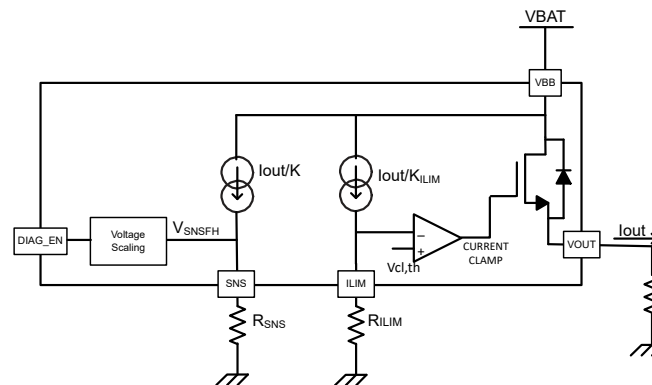 VBAT
VBB
Iout/K
Iout/KILIM
DIAG_EN
Voltage
Scaling
VSNSFH
−
+
Vcl,th
CURRENT
CLAMP
VOUT
Iout
SNS
ILIM
RSNS
RILIM